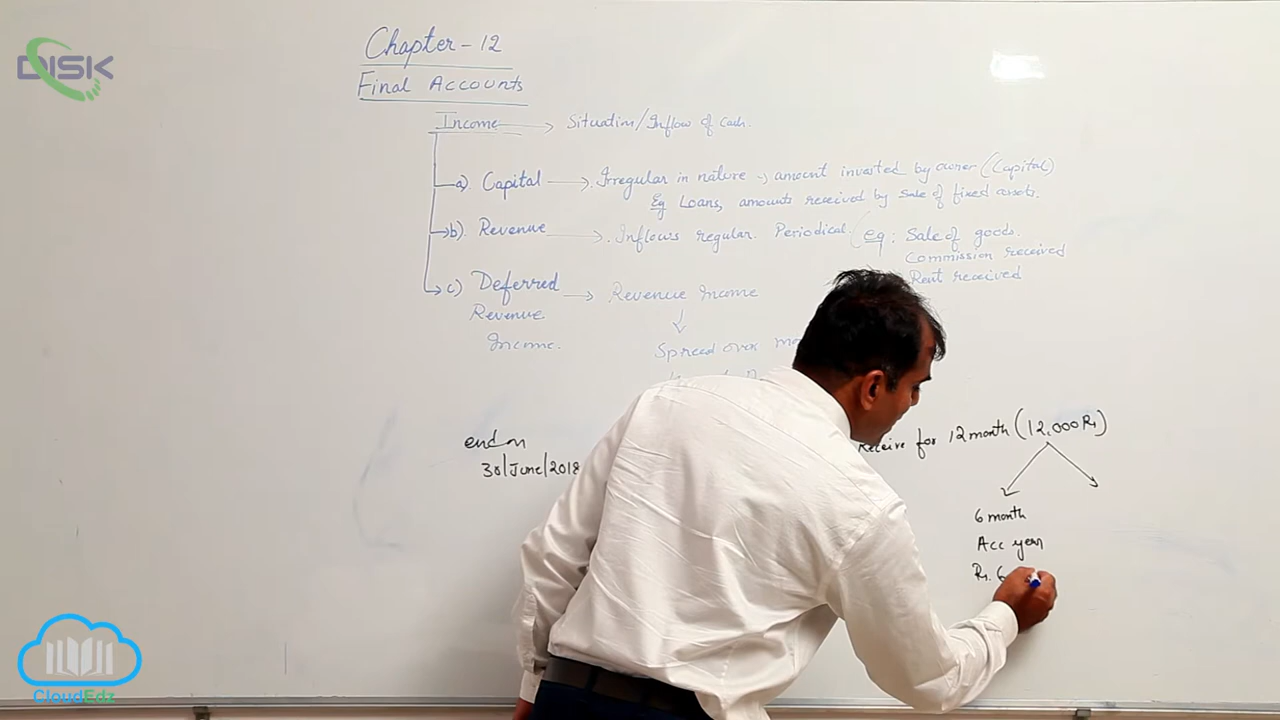 DISK
Chapter - 12
Final Accounts
Income → Situation/Inflow of Cash.
a) Capital → Irregular in nature → amount invested by owner (Capital)
Eg Loans, amounts received by Sale of fixed assets.
b). Revenue → Inflows regular. Periodical. (eg: Sale of goods.
Commission received
Rent received
c) Deferred → Revenue Income
Revenue
Income.
Spread over
end on
30/June/2018
Receive for 12 month (12,000 Rs)
6 month
Acc year
Rs. 6
CloudEdz